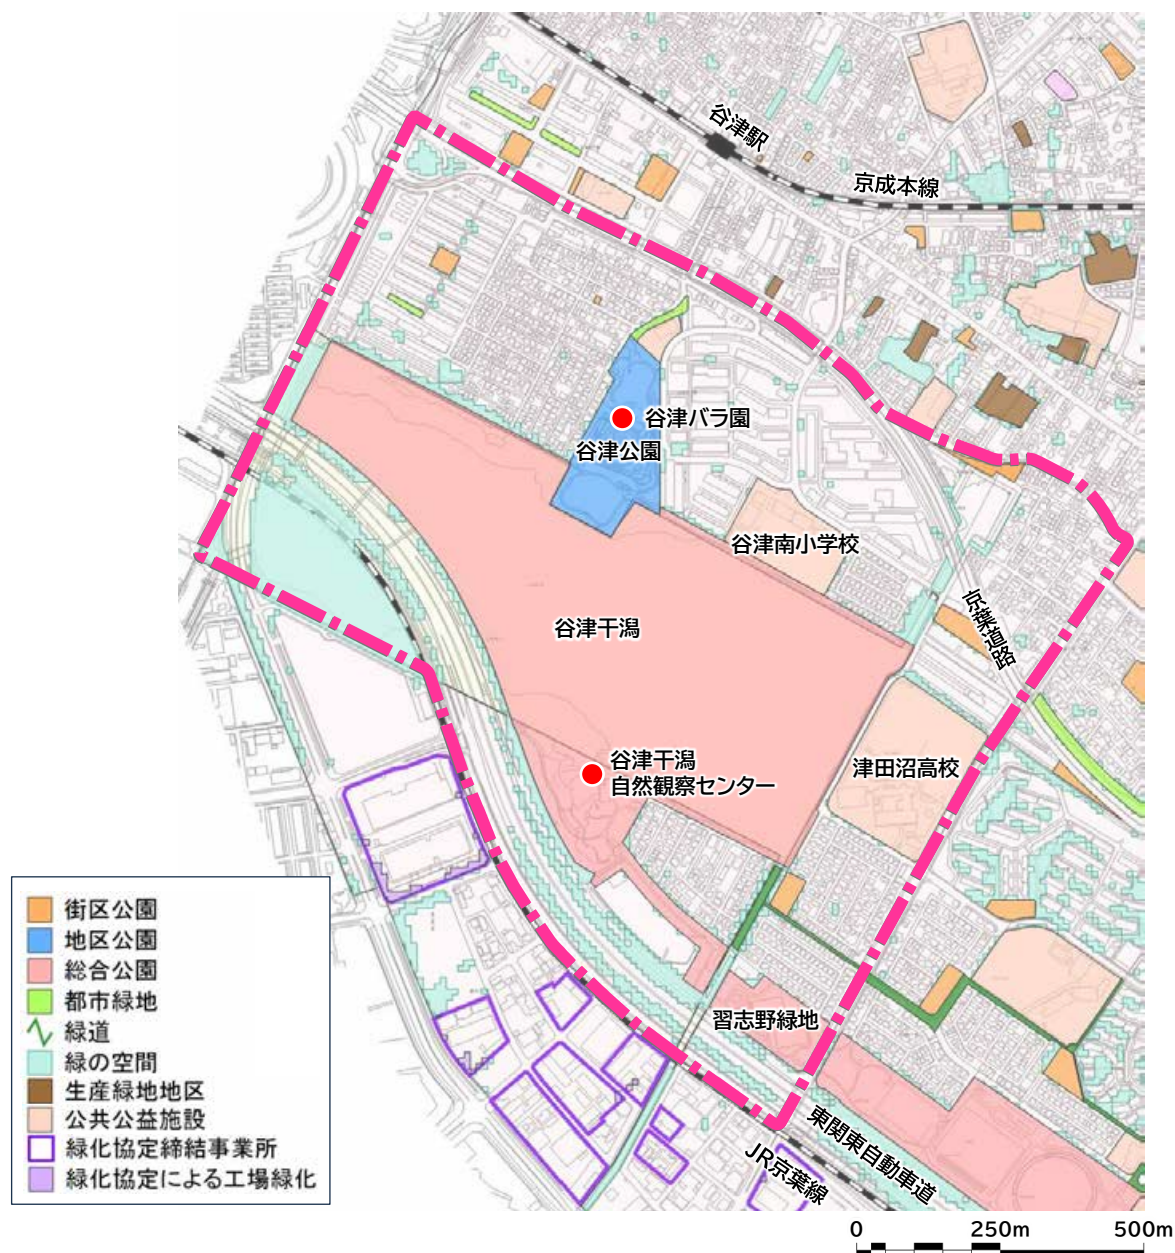 谷津駅
京成本線
谷津バラ園
谷津公園
谷津南小学校
京葉道路
谷津干潟
谷津干潟
自然観察センター
津田沼高校
習志野緑地
東関東自動車道
JR京葉線
街区公園
地区公園
総合公園
都市緑地
緑道
緑の空間
生産緑地地区
公共公益施設
緑化協定締結事業所
緑化協定による工場緑化
0 250m 500m